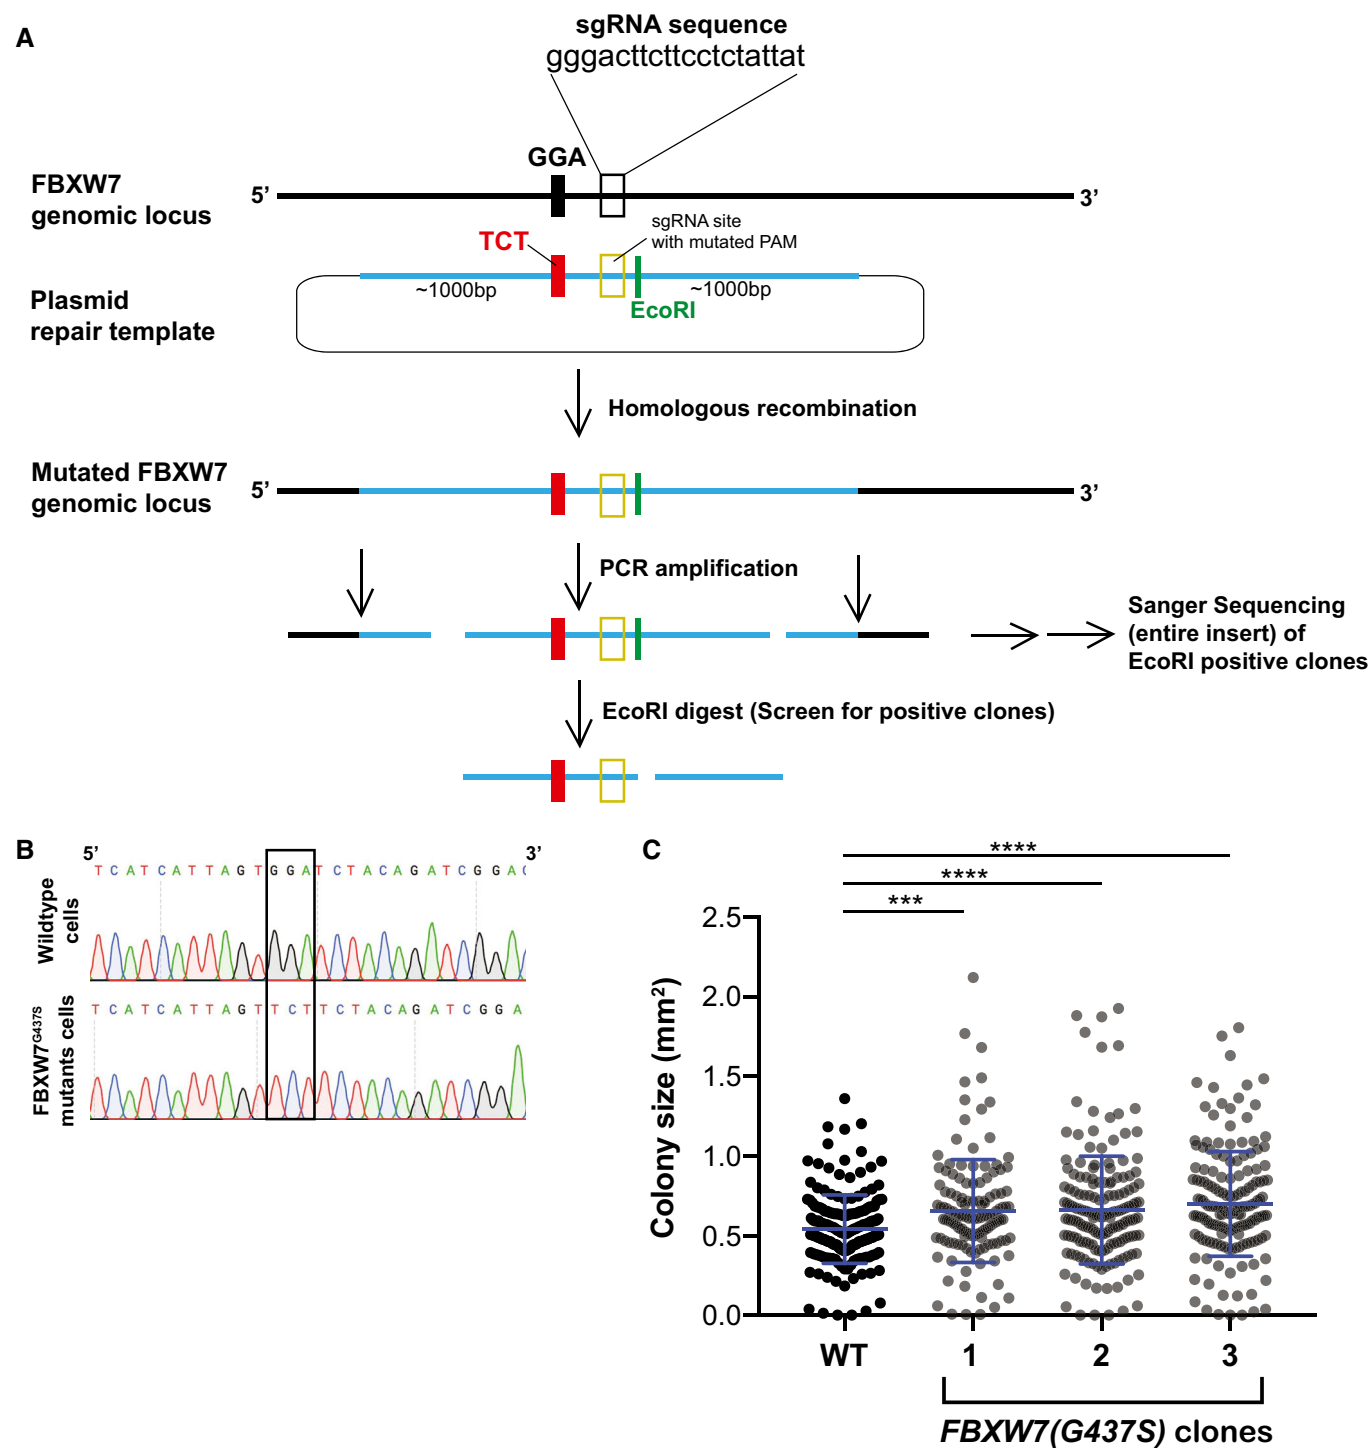 A
sgRNA sequence
gggacttcttcctctattat
GGA
FBXW7
genomic locus
5’
3’
TCT
sgRNA site
with mutated PAM
~1000bp
~1000bp
EcoRI
Plasmid
repair template
Homologous recombination
Mutated FBXW7
genomic locus
5’
3’
PCR amplification
Sanger Sequencing
(entire insert) of
EcoRI positive clones
EcoRI digest (Screen for positive clones)
B
5’
3’
Wildtype
cells
T C A T C A T T A G T G G A T C T A C A G A T C G G A C
FBXW7G437S
mutants cells
T C A T C A T T A G T T C T T C T A C A G A T C G G A
C
****
****
***
Colony size (mm²)
2.5
2.0
1.5
1.0
0.5
0.0
WT
1
2
3
FBXW7(G437S) clones